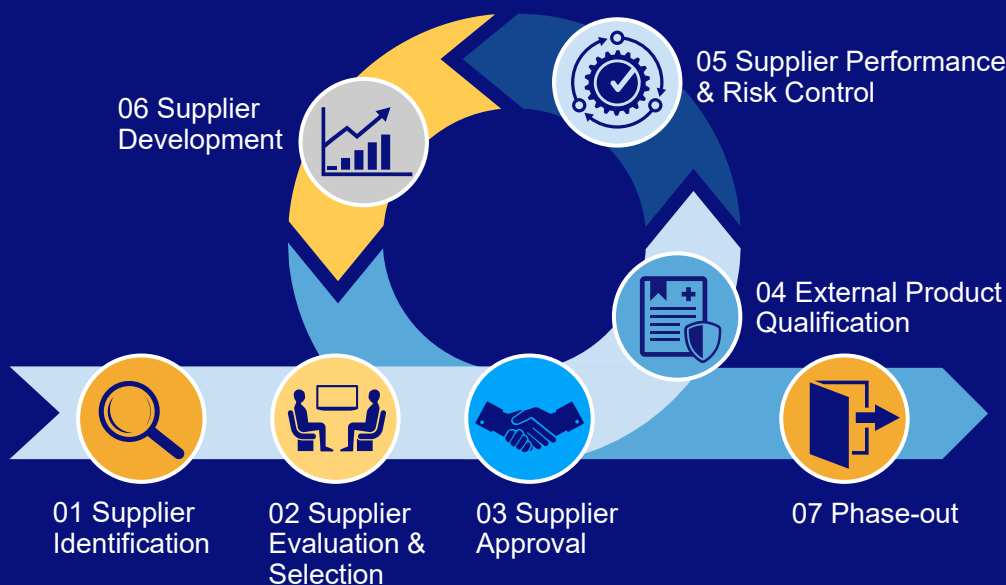 01 Supplier
Identification
02 Supplier
Evaluation &
Selection
03 Supplier
Approval
04 External Product
Qualification
05 Supplier Performance
& Risk Control
06 Supplier
Development
07 Phase-out